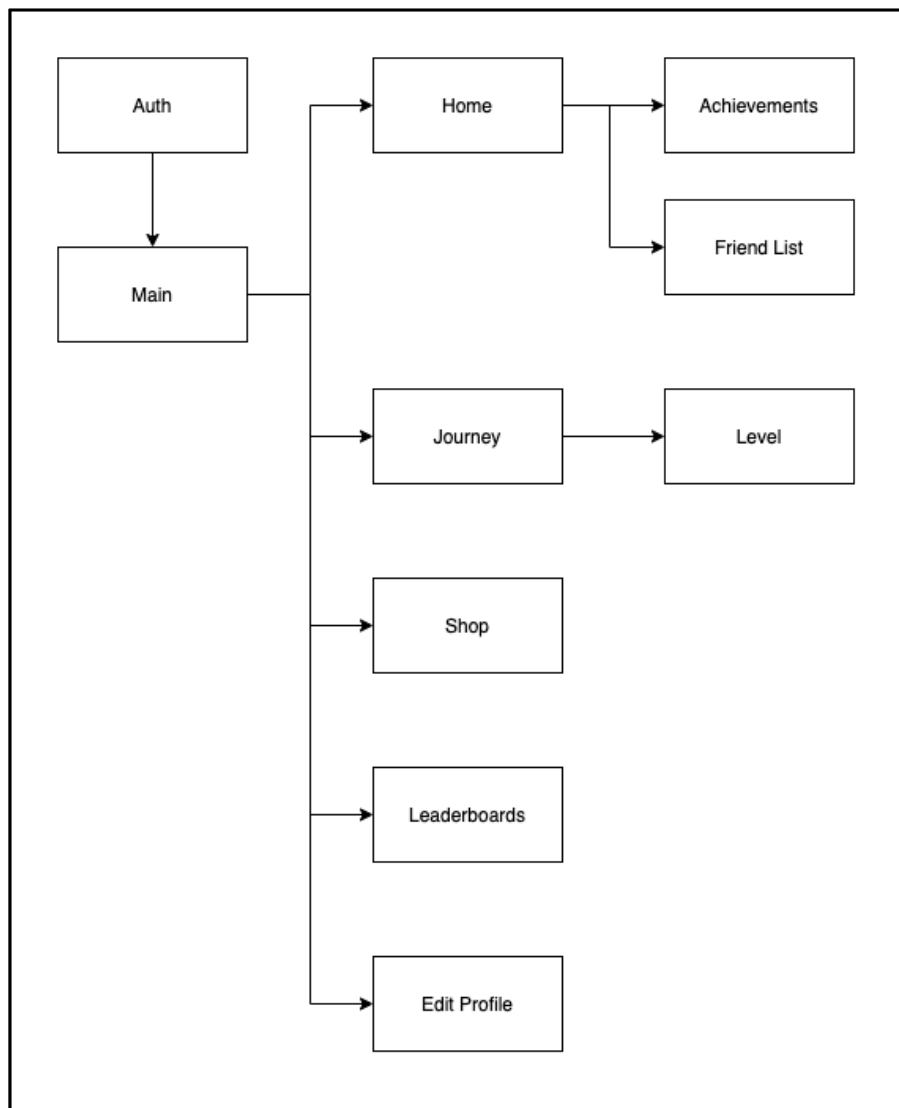 Auth
Home
Achievements
Friend List
Main
Journey
Level
Shop
Leaderboards
Edit Profile